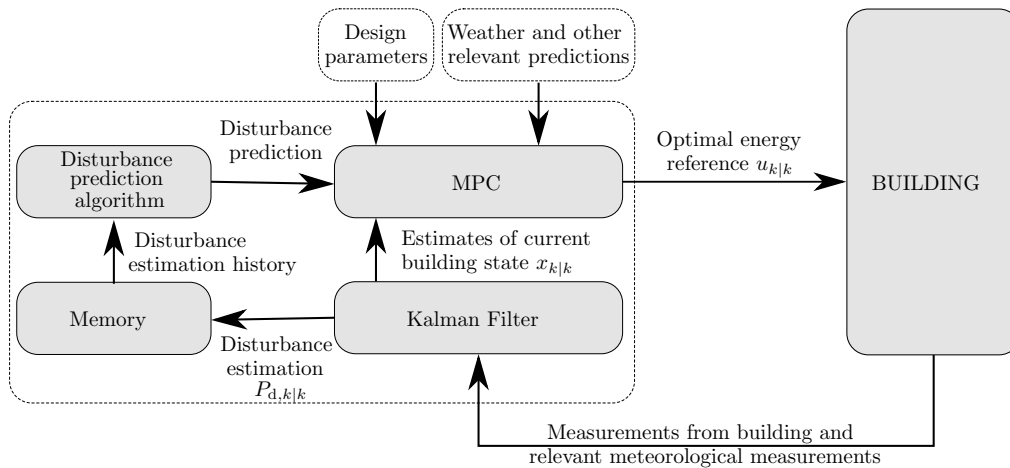 Design
parameters
Weather and other
relevant predictions
Disturbance
prediction
Optimal energy
reference u_{k|k}
Disturbance
prediction
algorithm
MPC
BUILDING
Disturbance
estimation history
Estimates of current
building state x_{k|k}
Memory
Kalman Filter
Disturbance
estimation
P_{d,k|k}
Measurements from building and
relevant meteorological measurements